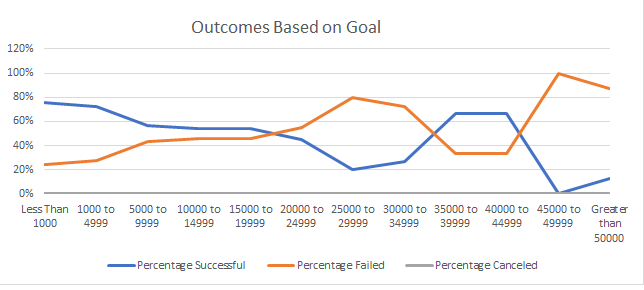 Outcomes Based on Goal
120%
100%
80%
60%
40%
20%
0%
Less Than 1000 to 5000 to 10000 to 15000 to 20000 to 25000 to 30000 to 35000 to 40000 to 45000 to Greater
1000 4999 9999 14999 19999 24999 29999 34999 39999 44999 49999 than
50000
Percentage Successful Percentage Failed Percentage Canceled